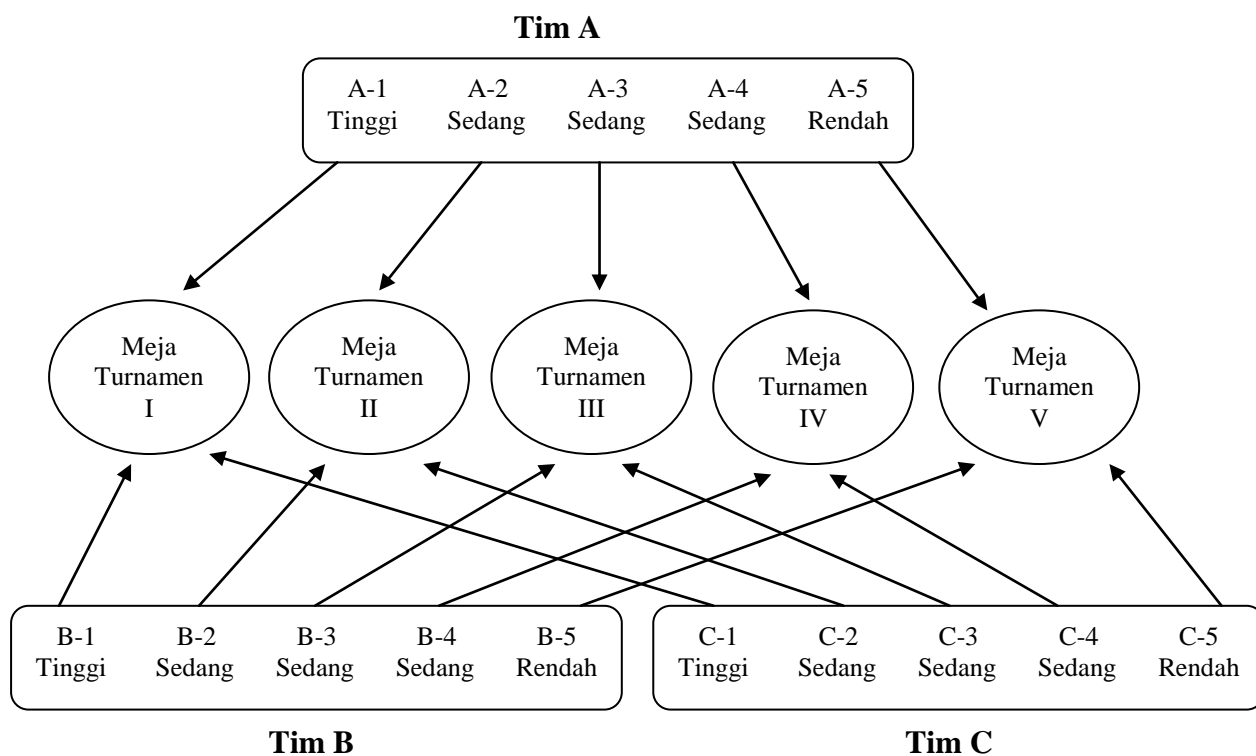 Tim A
A-1 A-2 A-3 A-4 A-5
Tinggi Sedang Sedang Sedang Rendah
Meja
Turnamen
I
Meja
Turnamen
II
Meja
Turnamen
III
Meja
Turnamen
IV
Meja
Turnamen
V
B-1 B-2 B-3 B-4 B-5
Tinggi Sedang Sedang Sedang Rendah
C-1 C-2 C-3 C-4 C-5
Tinggi Sedang Sedang Sedang Rendah
Tim B
Tim C